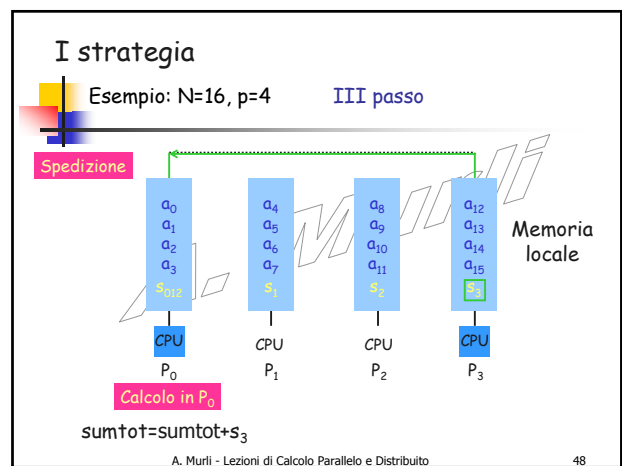 I strategia
Esempio: N=16, p=4 III passo
Spedizione
a0 a4 a8 a12
a1 a5 a9 a13
a2 a6 a10 a14
a3 a7 a11 a15
s012 s1 s2 s3
Memoria
locale
CPU CPU CPU CPU
P0 P1 P2 P3
Calcolo in P0
sumtot=sumtot+s3
A. Murli
A. Murli - Lezioni di Calcolo Parallelo e Distribuito 48